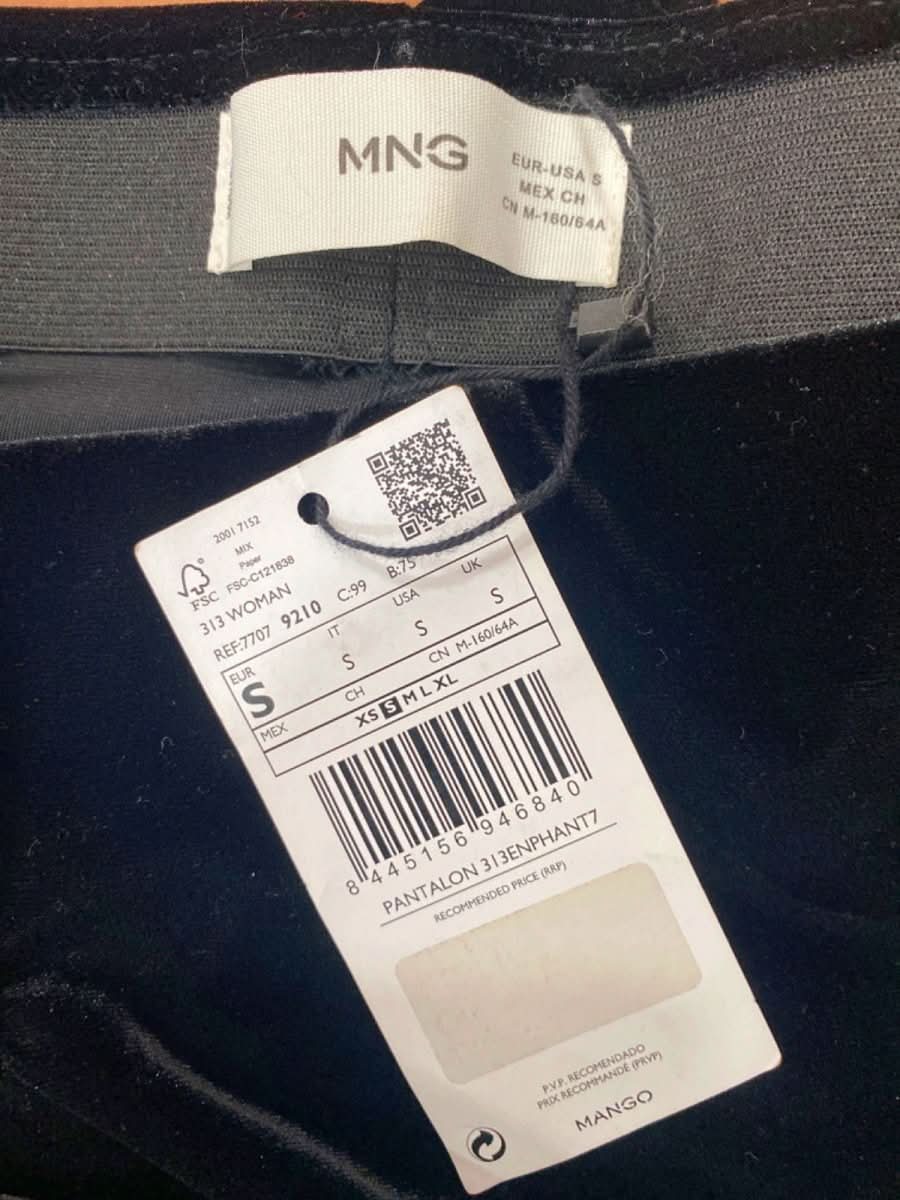 MNG
EUR-USA S
MEX CH
CN M-160/64A
2001 7152
MIX
Paper
FSC FSC-C121838
313 WOMAN
REF:7707 9210 C:99 B:75
EUR IT USA UK
S S S S
MEX CH CN M-160/64A
XS S M L XL
8 445156 946840
PANTALON 313ENPHANT7
RECOMMENDED PRICE (RRP)
P.V.P. RECOMENDADO
PRIX RECOMMANDÉ (PRVP)
MANGO